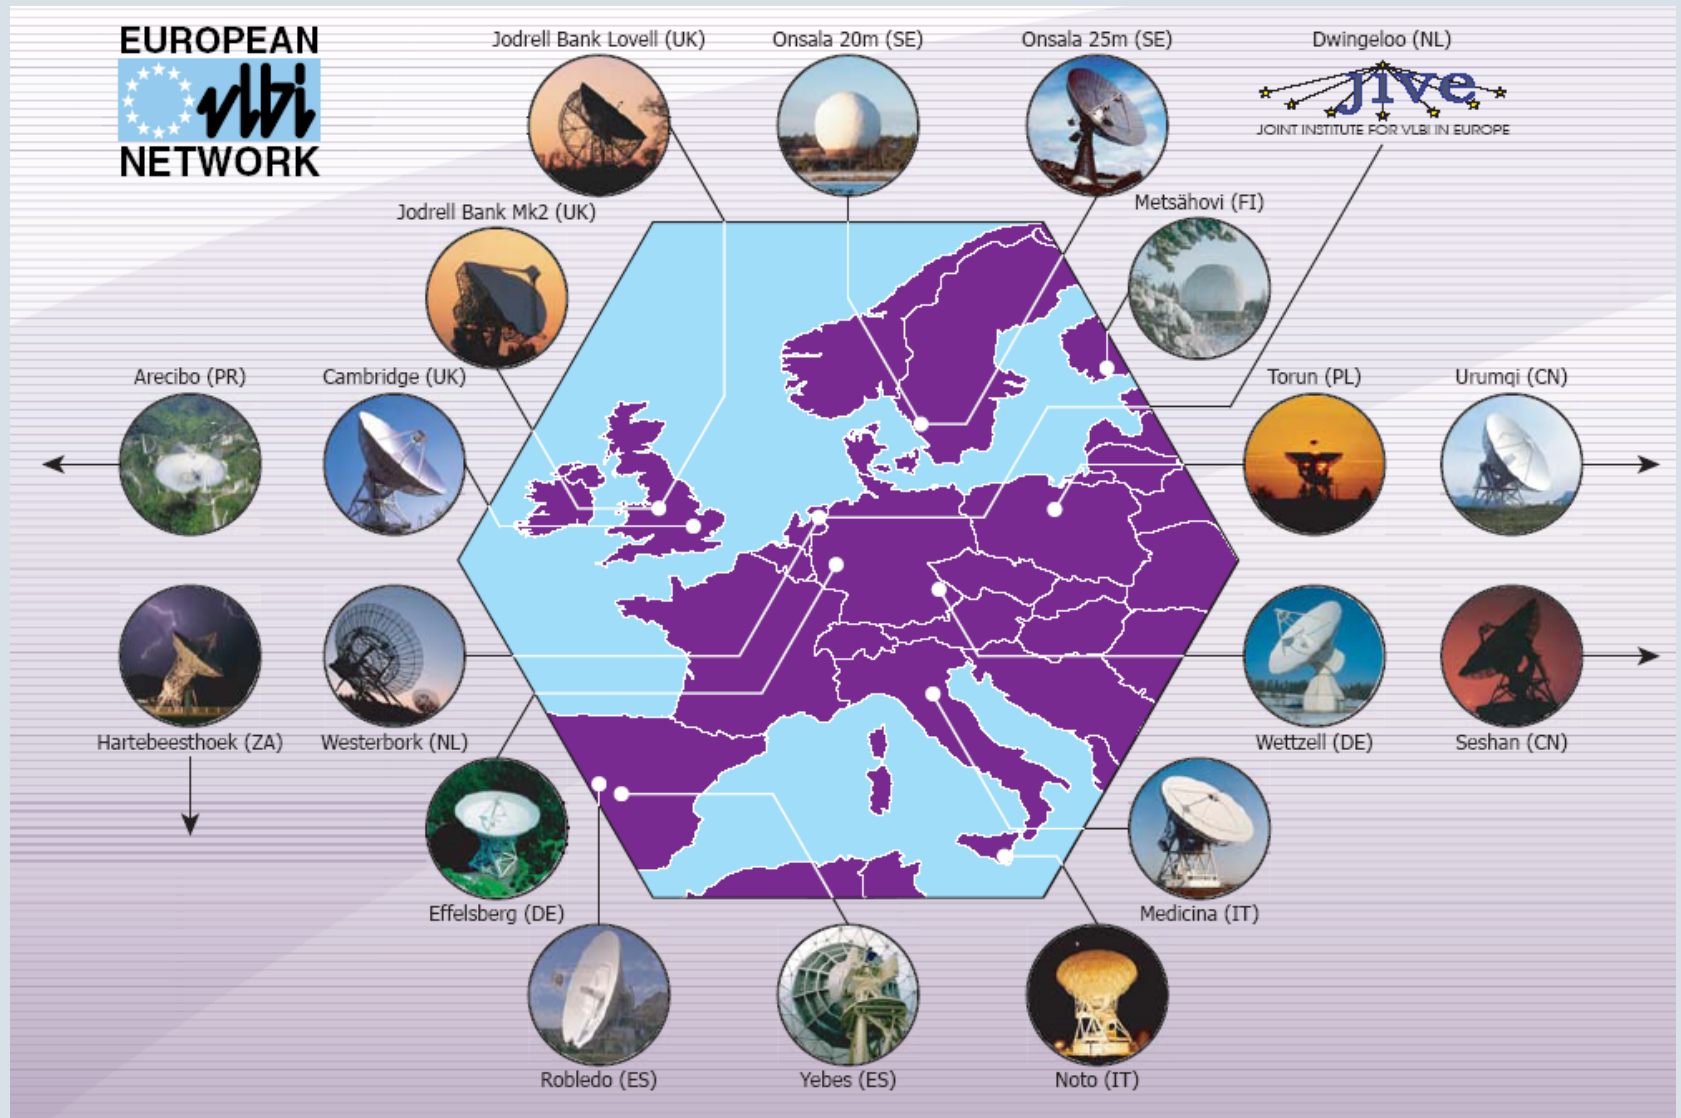 EUROPEAN
vlbi
NETWORK
Jodrell Bank Lovell (UK)
Onsala 20m (SE)
Onsala 25m (SE)
Dwingeloo (NL)
jive
JOINT INSTITUTE FOR VLBI IN EUROPE
Jodrell Bank Mk2 (UK)
Metsähovi (FI)
Arecibo (PR)
Cambridge (UK)
Torun (PL)
Urumqi (CN)
Hartebeesthoek (ZA)
Westerbork (NL)
Wettzell (DE)
Seshan (CN)
Effelsberg (DE)
Medicina (IT)
Robledo (ES)
Yebes (ES)
Noto (IT)